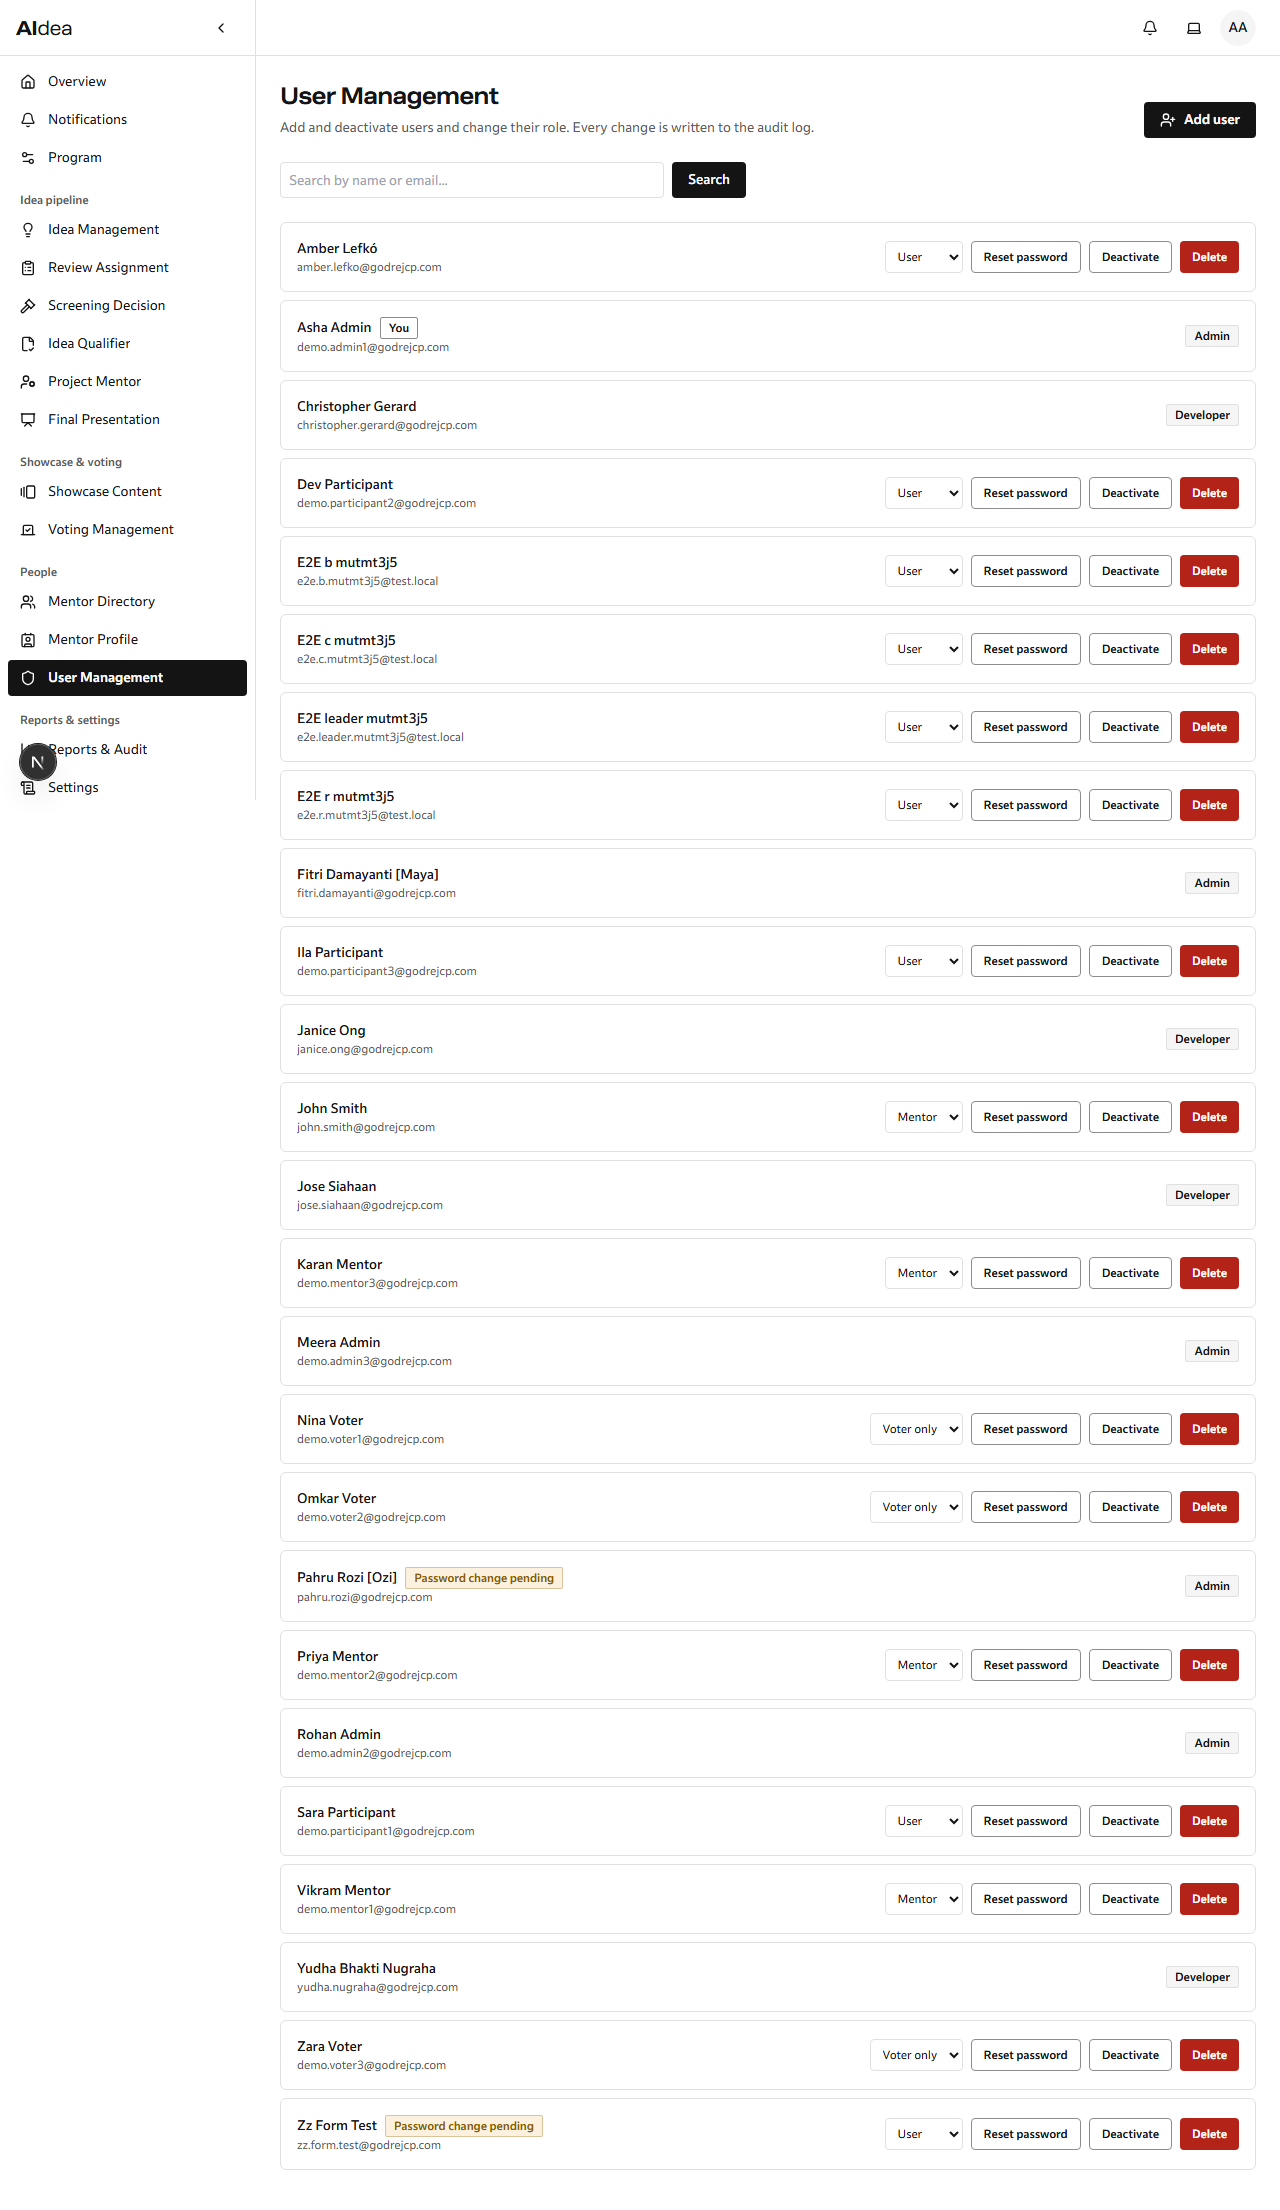 AIdea
AA
Overview
Notifications
Program
Idea pipeline
Idea Management
Review Assignment
Screening Decision
Idea Qualifier
Project Mentor
Final Presentation
Showcase & voting
Showcase Content
Voting Management
People
Mentor Directory
Mentor Profile
User Management
Reports & settings
Reports & Audit
N
Settings
User Management
Add and deactivate users and change their role. Every change is written to the audit log.
Add user
Search by name or email...
Search
Amber Lefkó
amber.lefko@godrejcp.com
User Reset password Deactivate Delete
Asha Admin You
demo.admin1@godrejcp.com
Admin
Christopher Gerard
christopher.gerard@godrejcp.com
Developer
Dev Participant
demo.participant2@godrejcp.com
User Reset password Deactivate Delete
E2E b mutmt3j5
e2e.b.mutmt3j5@test.local
User Reset password Deactivate Delete
E2E c mutmt3j5
e2e.c.mutmt3j5@test.local
User Reset password Deactivate Delete
E2E leader mutmt3j5
e2e.leader.mutmt3j5@test.local
User Reset password Deactivate Delete
E2E r mutmt3j5
e2e.r.mutmt3j5@test.local
User Reset password Deactivate Delete
Fitri Damayanti [Maya]
fitri.damayanti@godrejcp.com
Admin
Ila Participant
demo.participant3@godrejcp.com
User Reset password Deactivate Delete
Janice Ong
janice.ong@godrejcp.com
Developer
John Smith
john.smith@godrejcp.com
Mentor Reset password Deactivate Delete
Jose Siahaan
jose.siahaan@godrejcp.com
Developer
Karan Mentor
demo.mentor3@godrejcp.com
Mentor Reset password Deactivate Delete
Meera Admin
demo.admin3@godrejcp.com
Admin
Nina Voter
demo.voter1@godrejcp.com
Voter only Reset password Deactivate Delete
Omkar Voter
demo.voter2@godrejcp.com
Voter only Reset password Deactivate Delete
Pahru Rozi [Ozi] Password change pending
pahru.rozi@godrejcp.com
Admin
Priya Mentor
demo.mentor2@godrejcp.com
Mentor Reset password Deactivate Delete
Rohan Admin
demo.admin2@godrejcp.com
Admin
Sara Participant
demo.participant1@godrejcp.com
User Reset password Deactivate Delete
Vikram Mentor
demo.mentor1@godrejcp.com
Mentor Reset password Deactivate Delete
Yudha Bhakti Nugraha
yudha.nugraha@godrejcp.com
Developer
Zara Voter
demo.voter3@godrejcp.com
Voter only Reset password Deactivate Delete
Zz Form Test Password change pending
zz.form.test@godrejcp.com
User Reset password Deactivate Delete